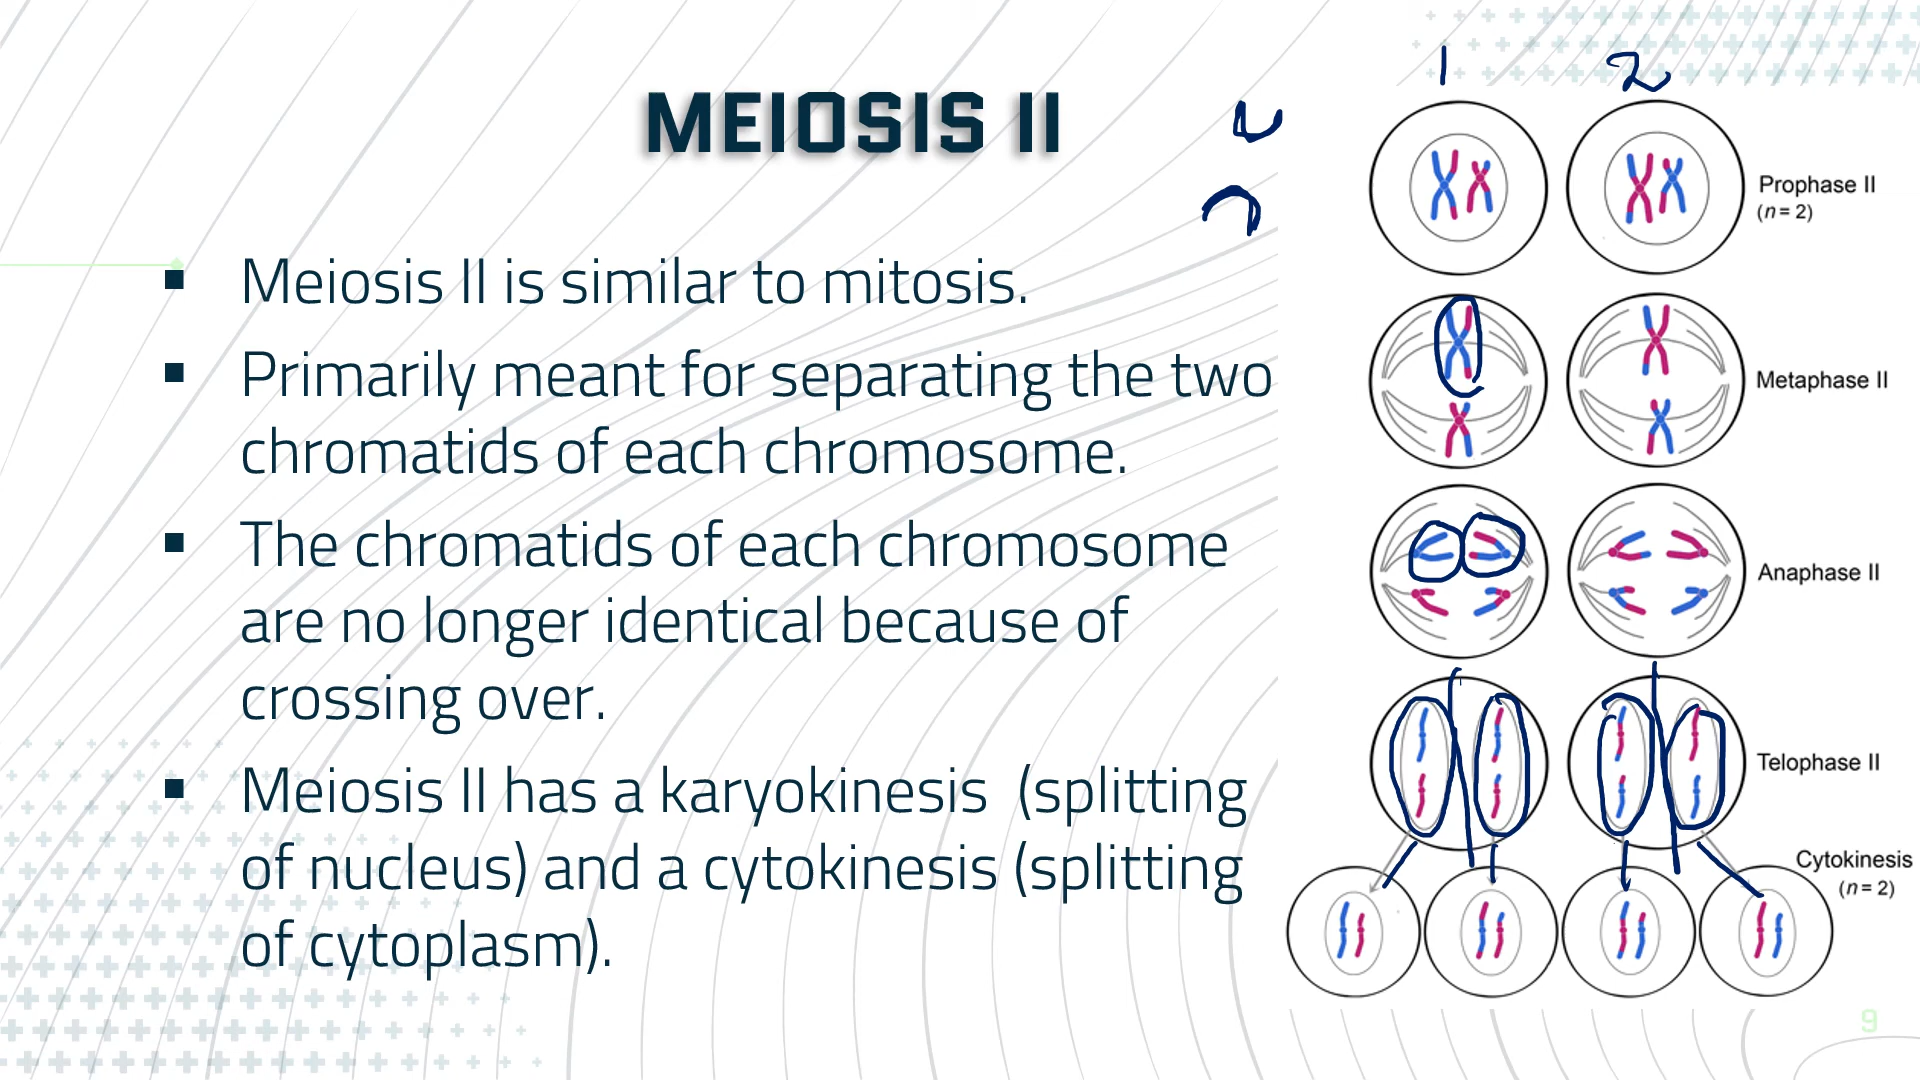 1 2
MEIOSIS II
▪ Meiosis II is similar to mitosis.
▪ Primarily meant for separating the two
chromatids of each chromosome.
▪ The chromatids of each chromosome
are no longer identical because of
crossing over.
▪ Meiosis II has a karyokinesis (splitting
of nucleus) and a cytokinesis (splitting
of cytoplasm).
Prophase II
(n = 2)
Metaphase II
Anaphase II
Telophase II
Cytokinesis
(n = 2)
9